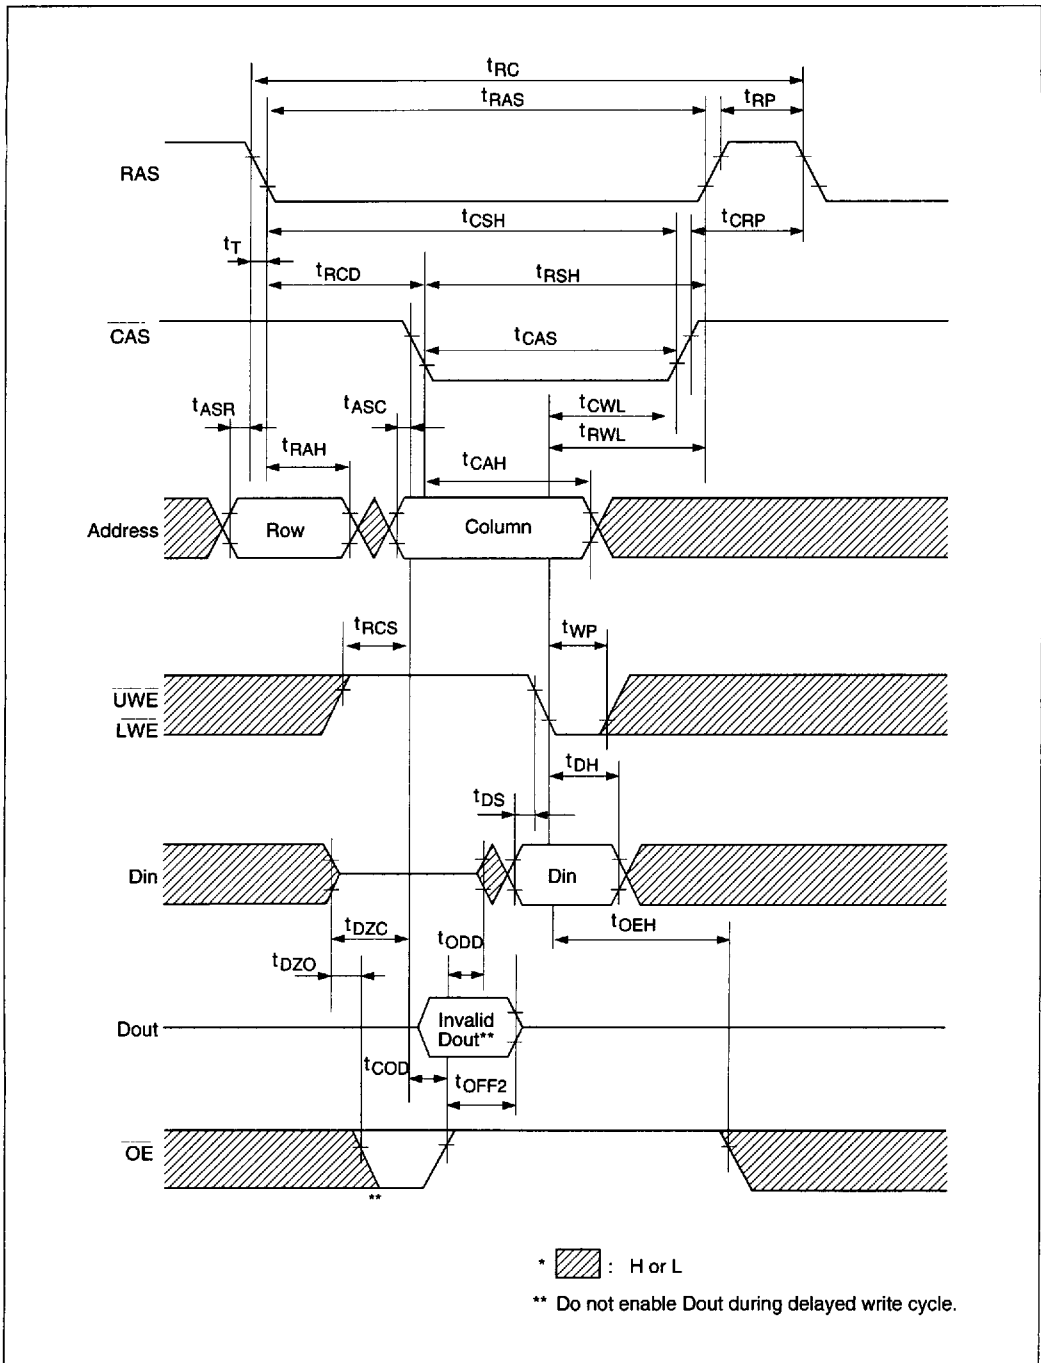 tRC
tRAS
tRP
RAS
tCSH
tCRP
tT
tRCD
tRSH
CAS
tCAS
tASR
tASC
tCWL
tRWL
tRAH
tCAH
Address
Row
Column
tRCS
tWP
UWE
LWE
tDH
tDS
Din
Din
tDZC
tODD
tOEH
tDZO
Dout
Invalid
Dout**
tCOD
tOFF2
OE
**
* : H or L
** Do not enable Dout during delayed write cycle.